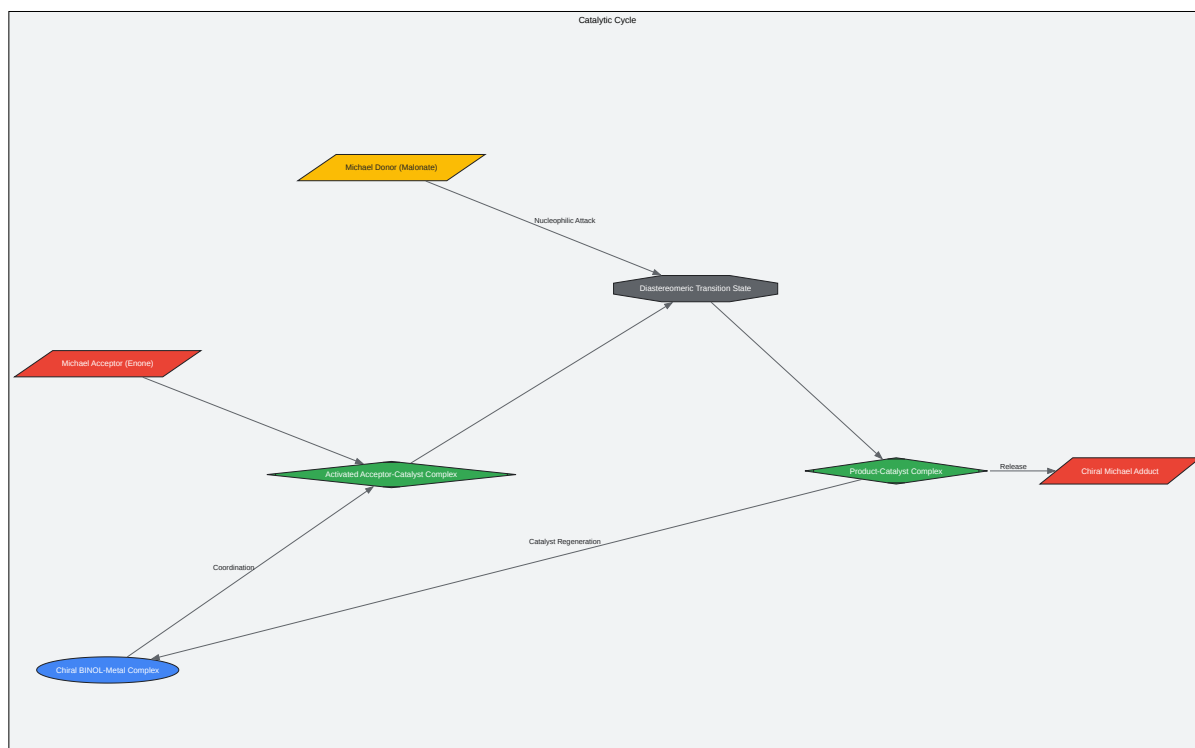 Catalytic Cycle
Michael Donor (Malonate)
Nucleophilic Attack
Diastereomeric Transition State
Michael Acceptor (Enone)
Activated Acceptor-Catalyst Complex
Product-Catalyst Complex
Release
Chiral Michael Adduct
Catalyst Regeneration
Coordination
Chiral BINOL-Metal Complex